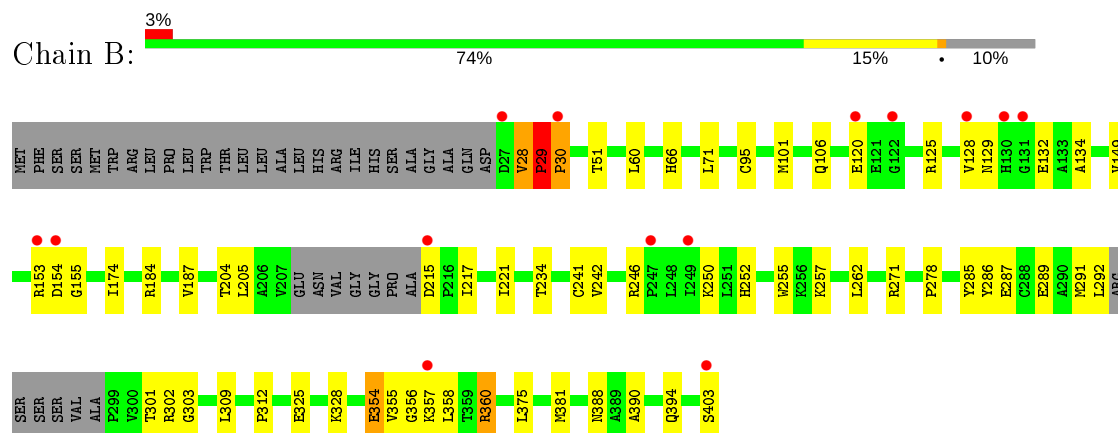 3%
Chain B:
74% 15% • 10%
MET PHE SER SER MET TRP ARG LEU PRO LEU TRP THR LEU LEU ALA LEU HIS ARG ILE HIS SER ALA GLY ALA GLN ASP D27 V28 P29 P30 T51 L60 H66 L71 C95 M101 Q106 E120 E121 G122 R125 V128 N129 H130 G131 E132 A133 A134 V149
R153 D154 G155 I174 R184 V187 T204 L205 A206 V207 GLU ASN VAL GLY GLY PRO ALA D215 P216 I217 I221 T234 C241 V242 R246 P247 L248 I249 K250 L251 H252 W255 K256 K257 L262 R271 P278 Y285 Y286 E287 C288 E289 A290 M291 L292 ARG
SER SER SER VAL ALA P299 V300 T301 R302 G303 L309 P312 E325 K328 E354 V355 G356 K357 L358 T359 R360 L375 M381 N388 A389 A390 Q394 S403